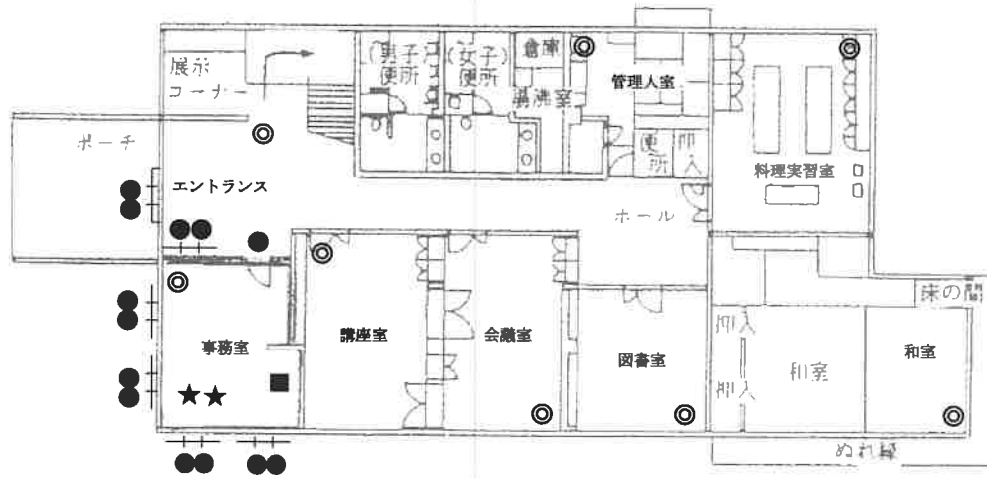 展示
コーナー
(男子)
便所
(女子)
便所
倉庫
湯沸室
管理人室
ポーチ
便所
押入
料理実習室
エントランス
ホール
床の間
事務室
講座室
会議室
図書室
押入
押入
和室
和室
ぬれ縁